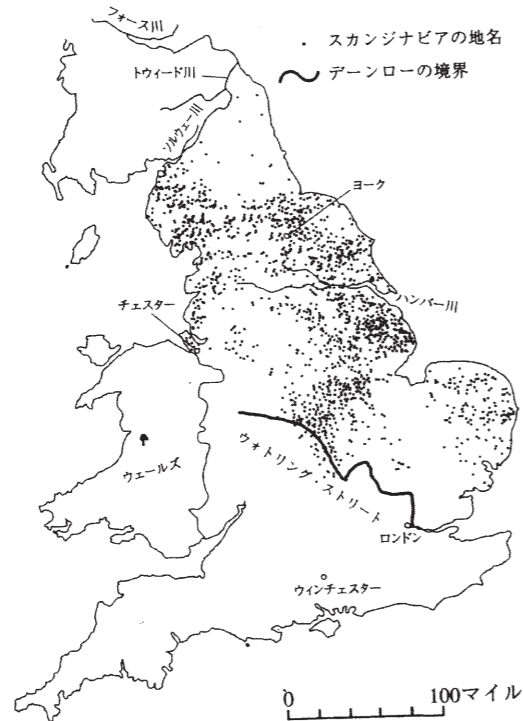 フォース川
・ スカンジナビアの地名
トウィード川
デーンローの境界
ソルウェー川
ヨーク
チェスター
ハンバー川
ウェールズ
ウォトリング・ストリート
ロンドン
ウィンチェスター
0 100マイル